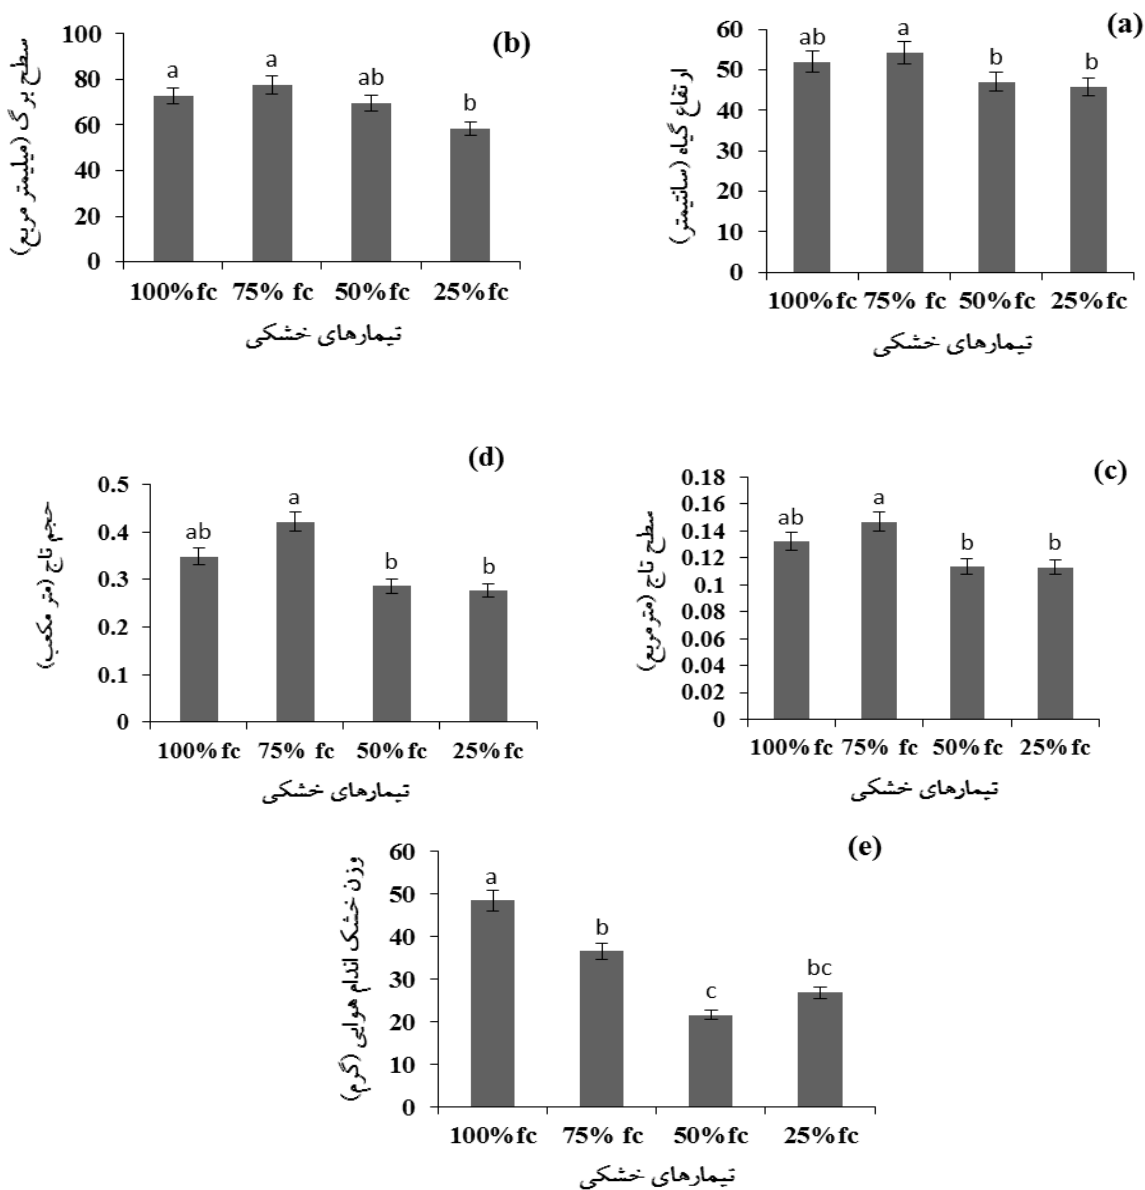 (a)
ارتفاع گیاه (سانتیمتر)
60
50
40
30
20
10
0
ab
a
b
b
100%fc 75% fc 50%fc 25%fc
تیمارهای خشکی
(b)
سطح برگ (میلیمتر مربع)
100
80
60
40
20
0
a
a
ab
b
100%fc 75% fc 50%fc 25%fc
تیمارهای خشکی
(c)
سطح تاج (مترمربع)
0.18
0.16
0.14
0.12
0.1
0.08
0.06
0.04
0.02
0
ab
a
b
b
100%fc 75% fc 50%fc 25%fc
تیمارهای خشکی
(d)
حجم تاج (متر مکعب)
0.5
0.4
0.3
0.2
0.1
0
ab
a
b
b
100%fc 75% fc 50%fc 25%fc
تیمارهای خشکی
(e)
وزن خشک اندام هوایی (گرم)
60
50
40
30
20
10
0
a
b
c
bc
100%fc 75% fc 50%fc 25%fc
تیمارهای خشکی